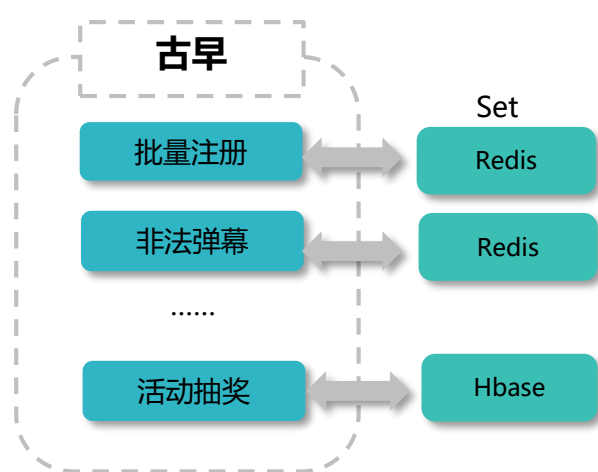 古早
Set
批量注册
Redis
非法弹幕
Redis
......
活动抽奖
Hbase